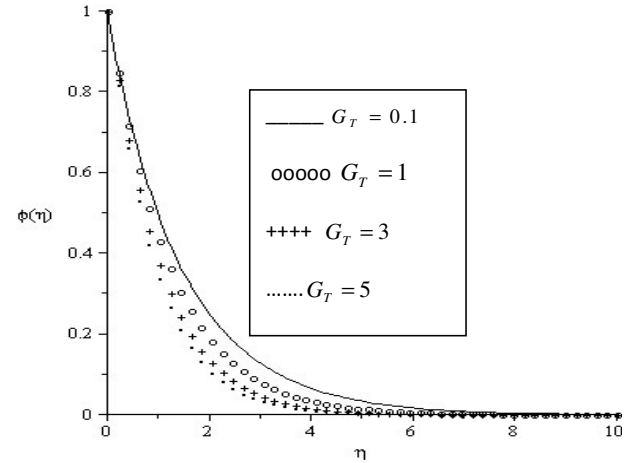 1
0.8
0.6
ϕ(η)
0.4
0.2
0
0 2 4 6 8 10
η
_____ G_T = 0.1
ooooo G_T = 1
++++ G_T = 3
....... G_T = 5